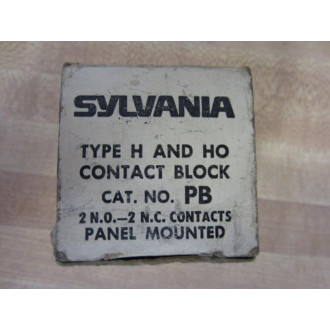 SYLVANIA
TYPE H AND HO
CONTACT BLOCK
CAT. NO. PB
2 N.O.—2 N.C. CONTACTS
PANEL MOUNTED